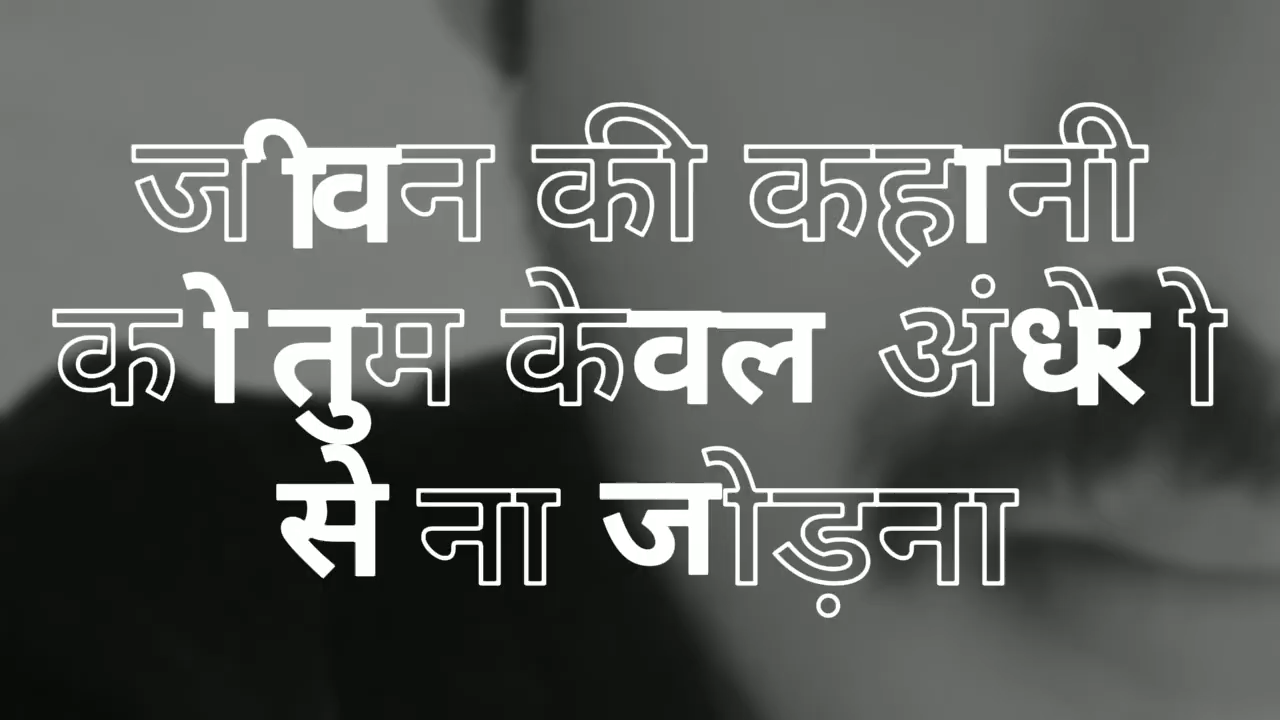 जीवन की कहानी
को तुम केवल अंधेरो
से ना जोड़ना